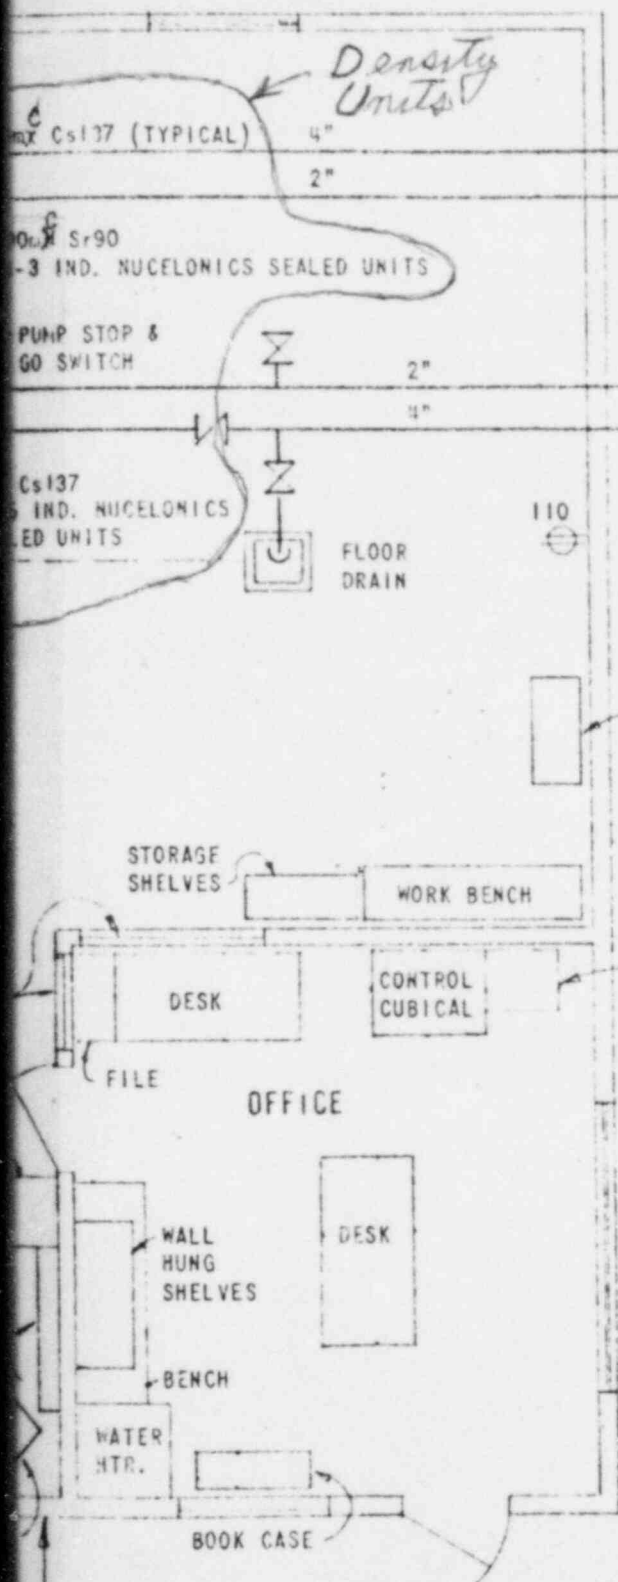 Density
Units
Cs137 (TYPICAL)
4"
2"
Sr90
-3 IND. NUCELONICS SEALED UNITS
PUMP STOP &
GO SWITCH
2"
4"
Cs137
IND. NUCELONICS
LED UNITS
110
FLOOR
DRAIN
STORAGE
SHELVES
WORK BENCH
DESK
CONTROL
CUBICAL
FILE
OFFICE
WALL
HUNG
SHELVES
DESK
BENCH
WATER
HTR.
BOOK CASE